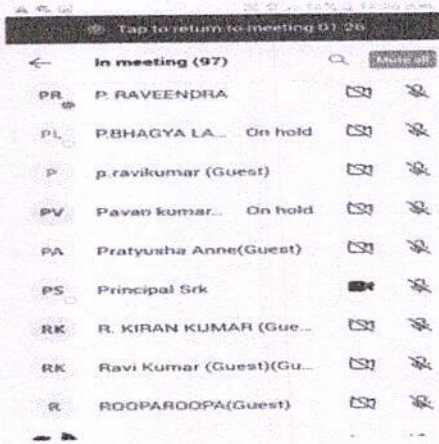 Tap to return to meeting 01:26
In meeting (97) Mute all
PR P. RAVEENDRA
PL P.BHAGYA LA... On hold
P p.ravikumar (Guest)
PV Pavan kumar... On hold
PA Pratyusha Anne(Guest)
PS Principal Srk
RK R. KIRAN KUMAR (Gue...
RK Ravi Kumar (Guest)(Gu...
R ROOPAROOPA(Guest)